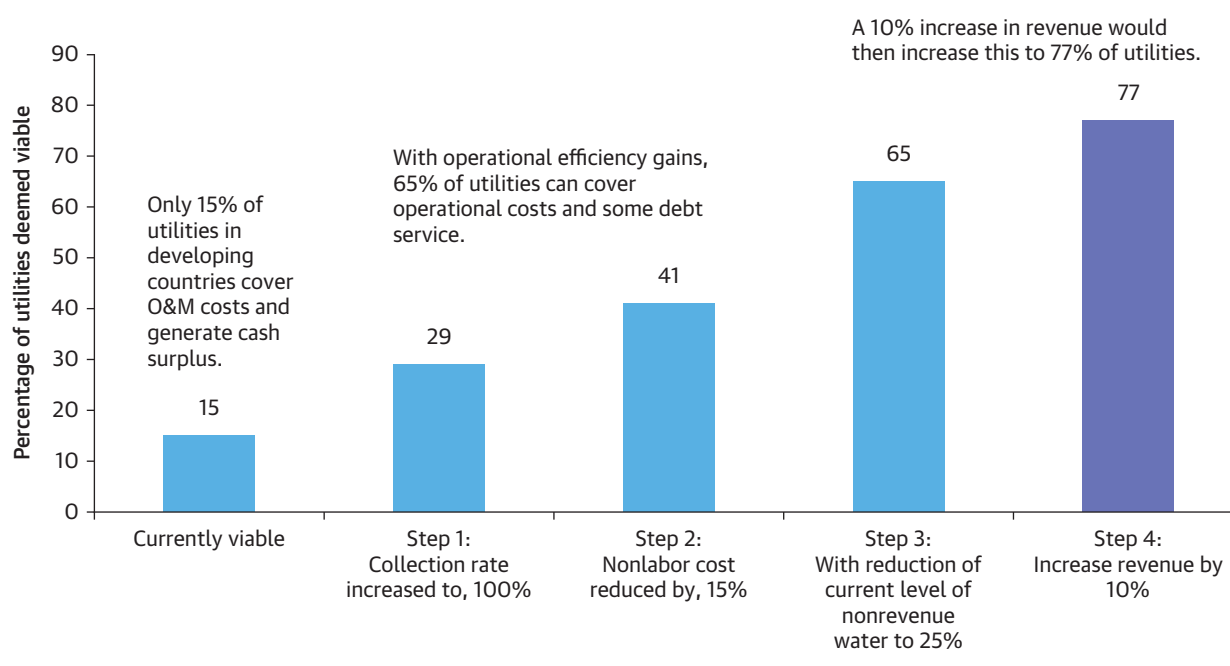 A 10% increase in revenue would
then increase this to 77% of utilities.
Percentage of utilities deemed viable
90
80
70
60
50
40
30
20
10
0
Only 15% of
utilities in
developing
countries cover
O&M costs and
generate cash
surplus.
With operational efficiency gains,
65% of utilities can cover
operational costs and some debt
service.
15
29
41
65
77
Currently viable
Step 1:
Collection rate
increased to, 100%
Step 2:
Nonlabor cost
reduced by, 15%
Step 3:
With reduction of
current level of
nonrevenue
water to 25%
Step 4:
Increase revenue by
10%